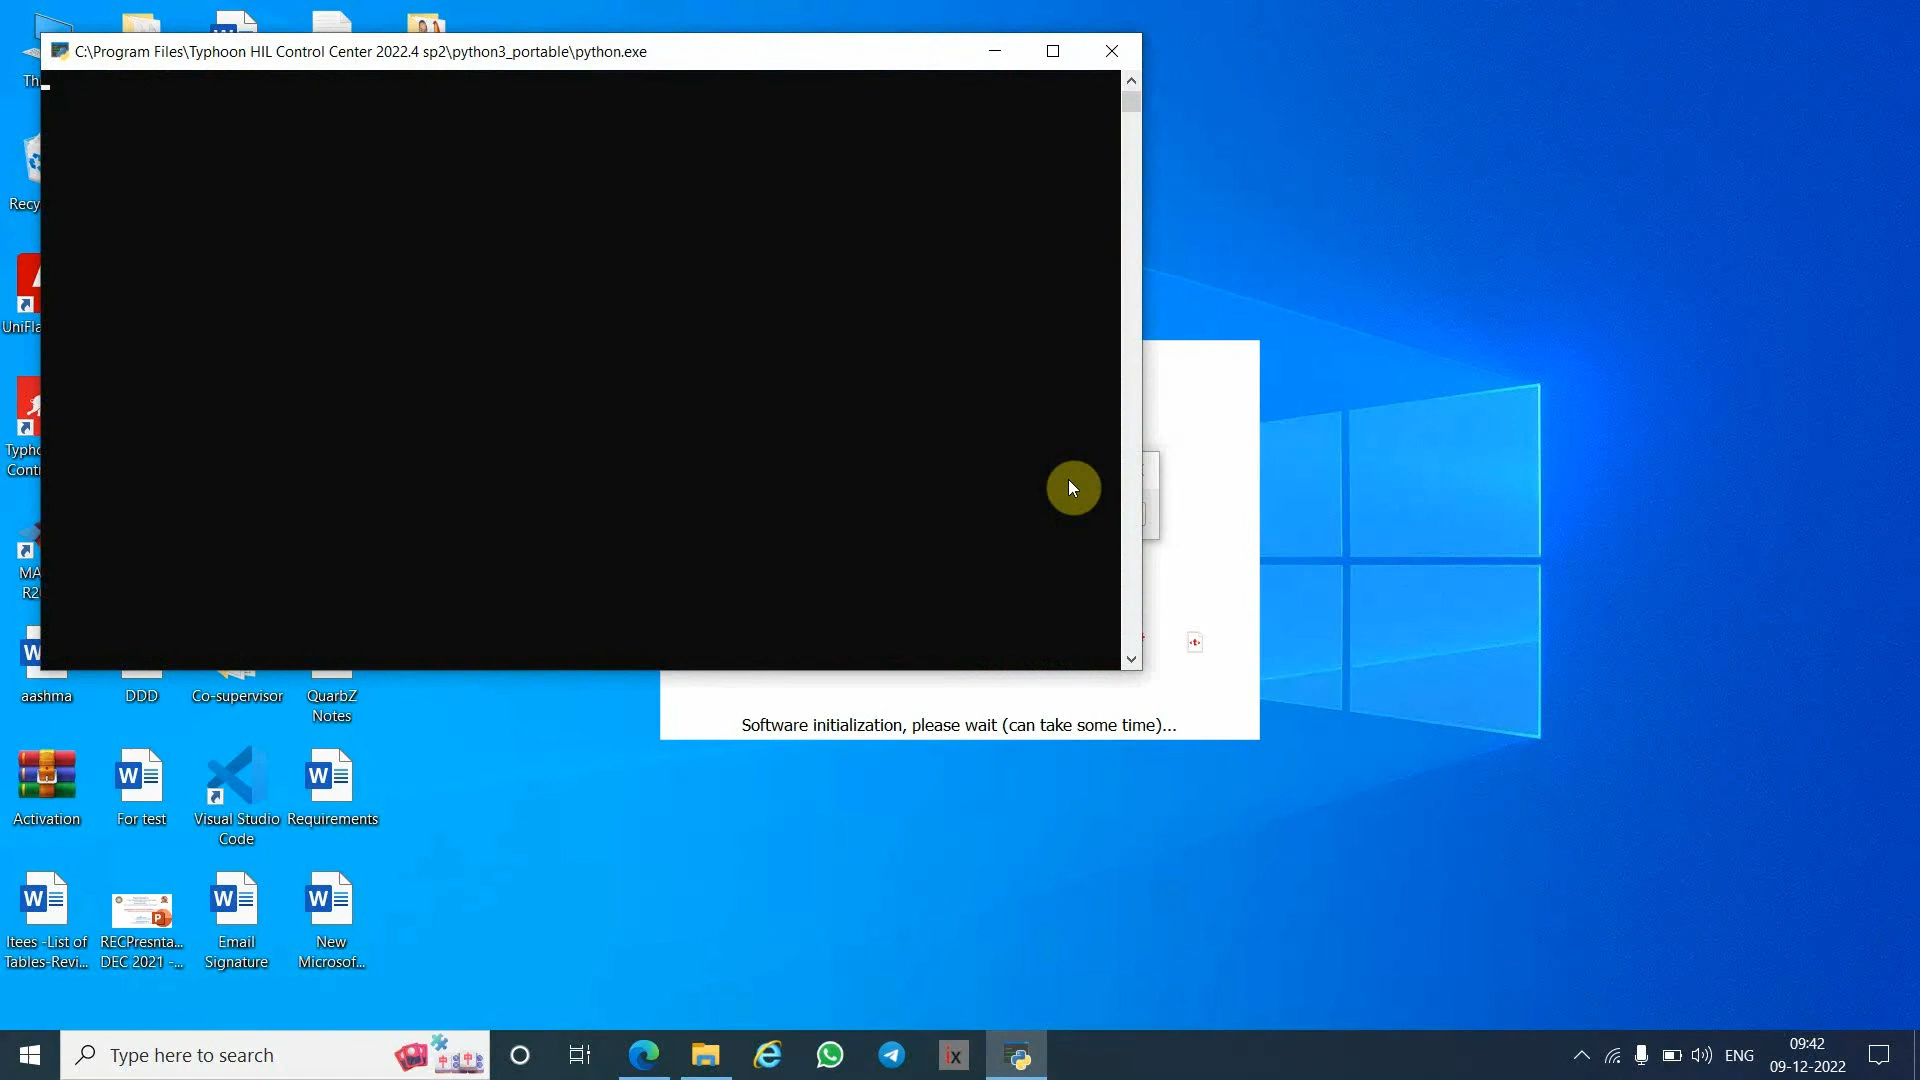 C:\Program Files\Typhoon HIL Control Center 2022.4 sp2\python3_portable\python.exe
Th
Recy
UniFla
Typho
Contr
MA
R2
aashma
DDD
Co-supervisor
QuarbZ
Notes
Software initialization, please wait (can take some time)...
Activation
For test
Visual Studio
Code
Requirements
Itees -List of
Tables-Revi...
RECPresnta...
DEC 2021 -...
Email
Signature
New
Microsof...
Type here to search
ENG
09:42
09-12-2022